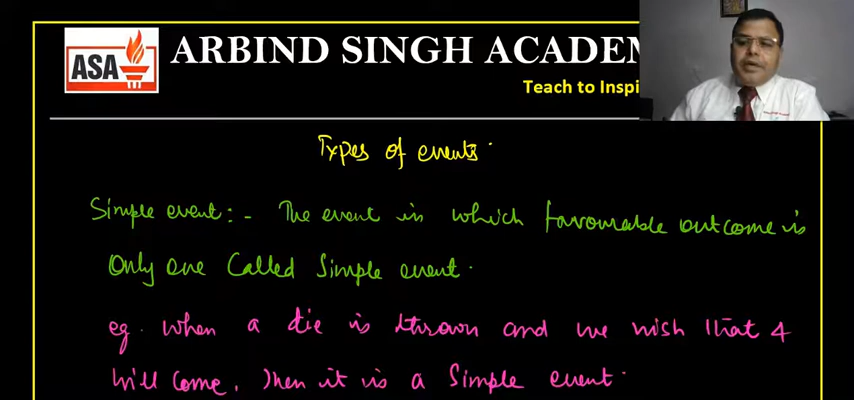 ASA
ARBIND SINGH ACADEM
Teach to Inspi
Types of events.
Simple event:- The event in which favourable outcome is
Only one Called Simple event.
eg. When a die is thrown and we wish that 4
Will Come. Then it is a Simple event.